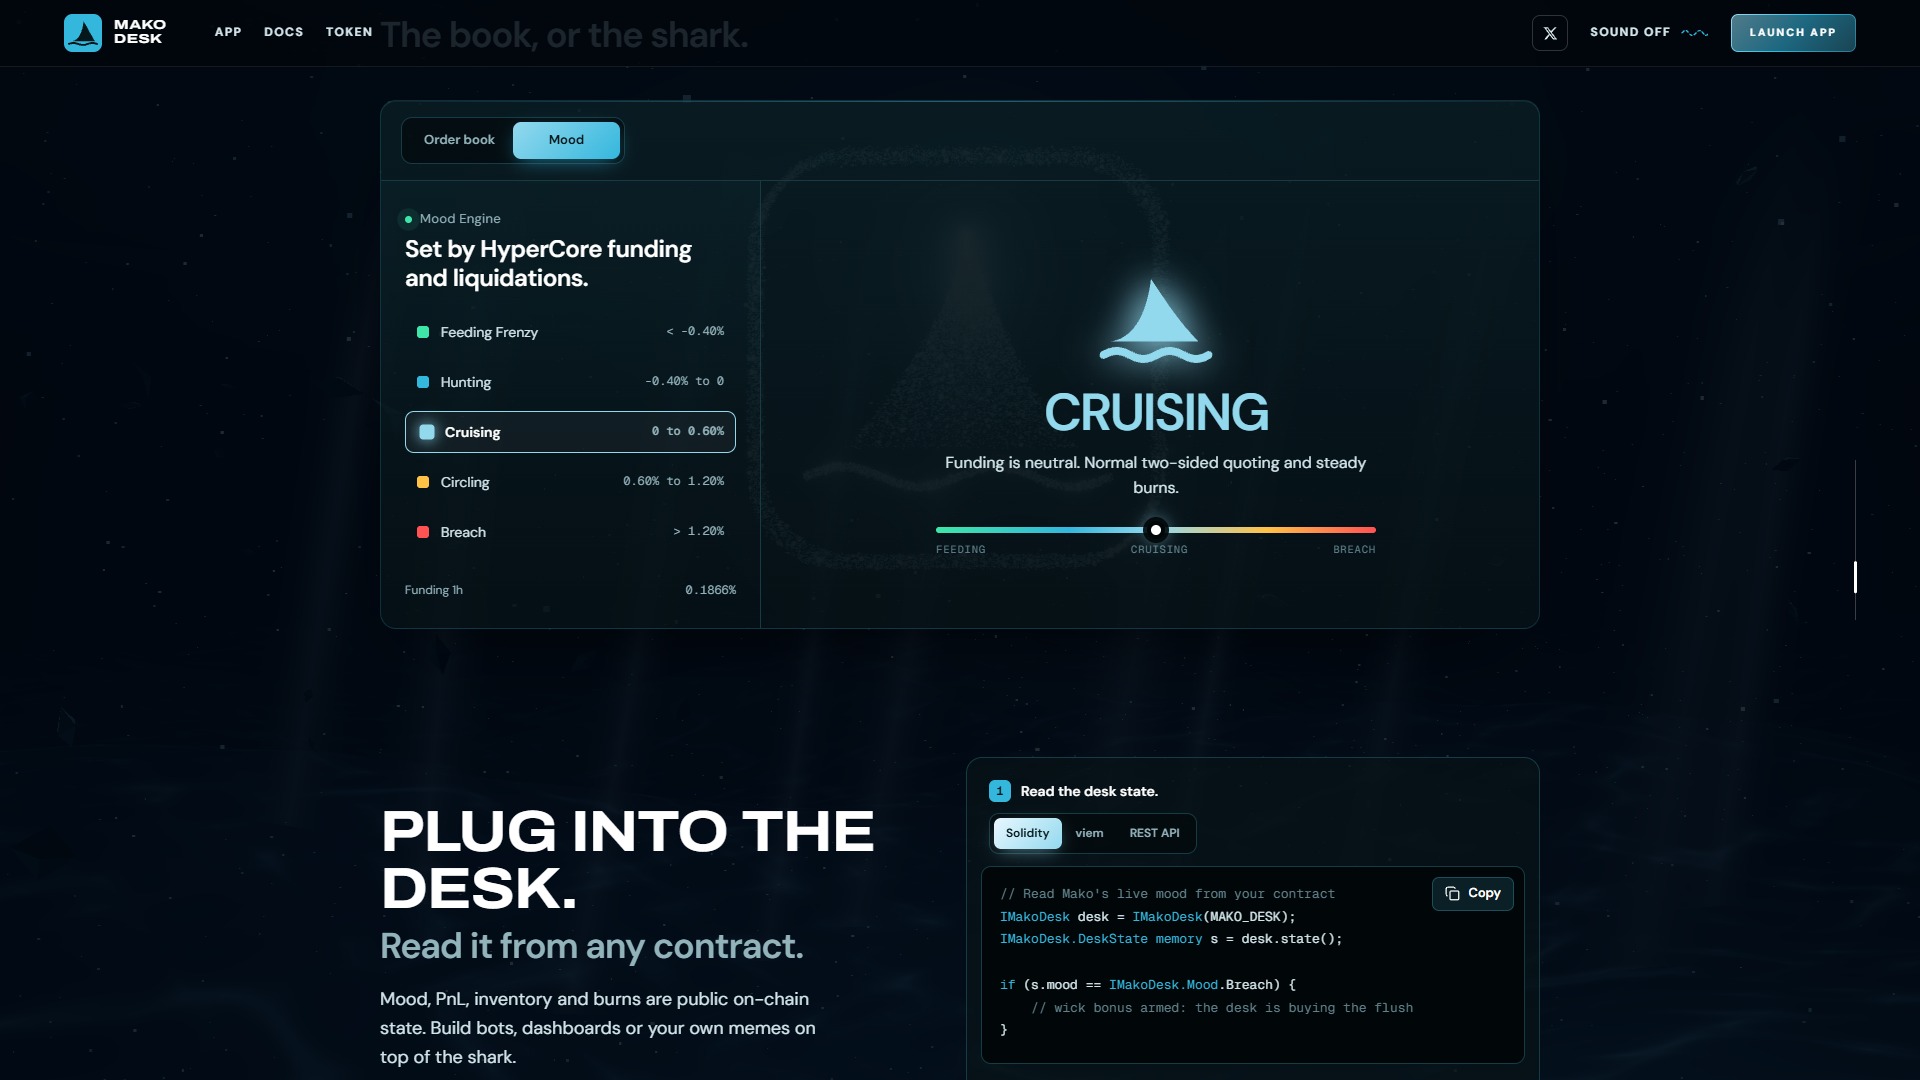 MAKO
DESK
APP
DOCS
TOKEN
The book, or the shark.
SOUND OFF
LAUNCH APP
Order book
Mood
Mood Engine
Set by HyperCore funding
and liquidations.
Feeding Frenzy < -0.40%
Hunting -0.40% to 0
Cruising 0 to 0.60%
Circling 0.60% to 1.20%
Breach > 1.20%
Funding 1h 0.1866%
CRUISING
Funding is neutral. Normal two-sided quoting and steady
burns.
FEEDING CRUISING BREACH
PLUG INTO THE
DESK.
Read it from any contract.
Mood, PnL, inventory and burns are public on-chain
state. Build bots, dashboards or your own memes on
top of the shark.
1 Read the desk state.
Solidity viem REST API
Copy
// Read Mako's live mood from your contract
IMakoDesk desk = IMakoDesk(MAKO_DESK);
IMakoDesk.DeskState memory s = desk.state();
if (s.mood == IMakoDesk.Mood.Breach) {
// wick bonus armed: the desk is buying the flush
}